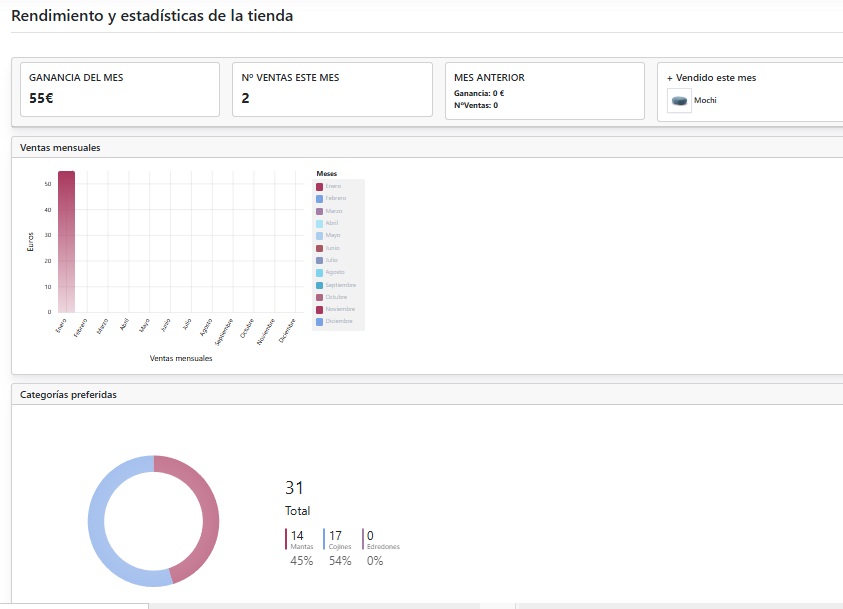 Rendimiento y estadísticas de la tienda
GANANCIA DEL MES
55€
Nº VENTAS ESTE MES
2
MES ANTERIOR
Ganancia: 0 €
NºVentas: 0
+ Vendido este mes
Mochi
Ventas mensuales
50
40
30
20
10
0
Euros
Enero
Febrero
Marzo
Abril
Mayo
Junio
Julio
Agosto
Septiembre
Octubre
Noviembre
Diciembre
Ventas mensuales
Meses
Enero
Febrero
Marzo
Abril
Mayo
Junio
Julio
Agosto
Septiembre
Octubre
Noviembre
Diciembre
Categorías preferidas
31
Total
14 17 0
Mantas Cojines Edredones
45% 54% 0%